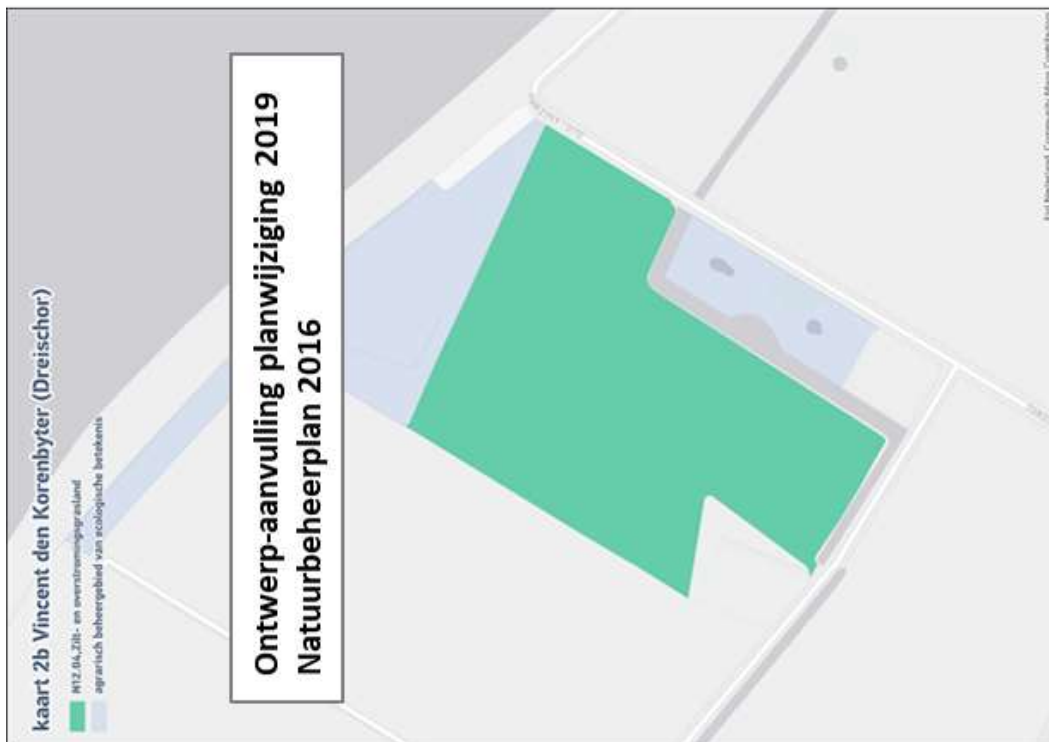 kaart 2b Vincent den Korenbyter (Dreischor)
N12.04,Zilt- en overstromingsgrasland
agrarisch beheergebied van ecologische betekenis
Ontwerp-aanvulling planwijziging 2019
Natuurbeheerplan 2016